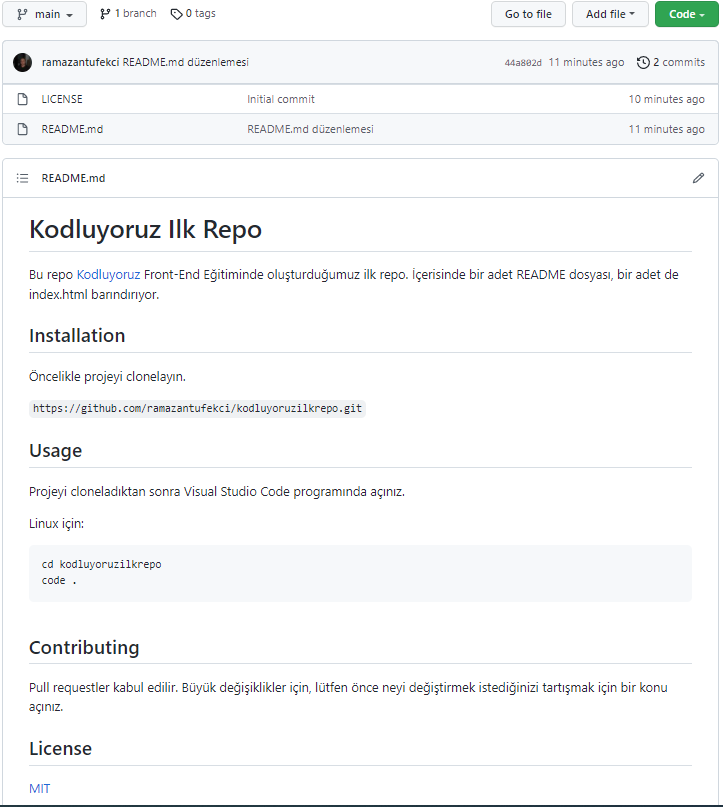 main
1 branch
0 tags
Go to file
Add file
Code
ramazantufekci README.md düzenlemesi
44a802d 11 minutes ago
2 commits
LICENSE
Initial commit
10 minutes ago
README.md
README.md düzenlemesi
11 minutes ago
README.md
Kodluyoruz Ilk Repo
Bu repo Kodluyoruz Front-End Eğitiminde oluşturduğumuz ilk repo. İçerisinde bir adet README dosyası, bir adet de
index.html barındırıyor.
Installation
Öncelikle projeyi clonelayın.
https://github.com/ramazantufekci/kodluyoruzilkrepo.git
Usage
Projeyi cloneladıktan sonra Visual Studio Code programında açınız.
Linux için:
cd kodluyoruzilkrepo
code .
Contributing
Pull requestler kabul edilir. Büyük değişiklikler için, lütfen önce neyi değiştirmek istediğinizi tartışmak için bir konu
açınız.
License
MIT